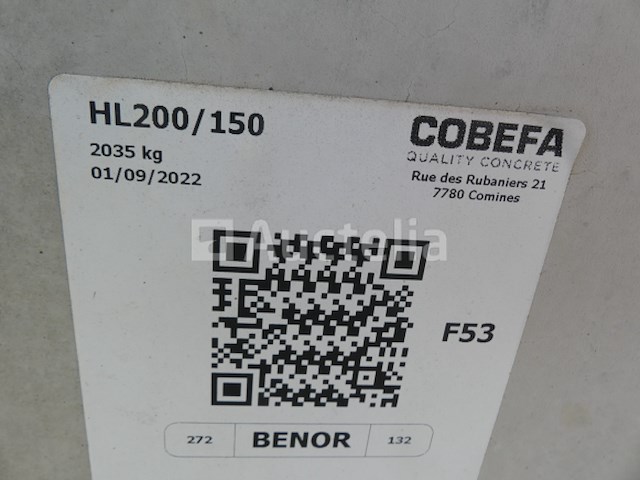 HL200/150
2035 kg
01/09/2022
COBEFA
QUALITY CONCRETE
Rue des Rubaniers 21
7780 Comines
Auctelia
F53
272 BENOR 132